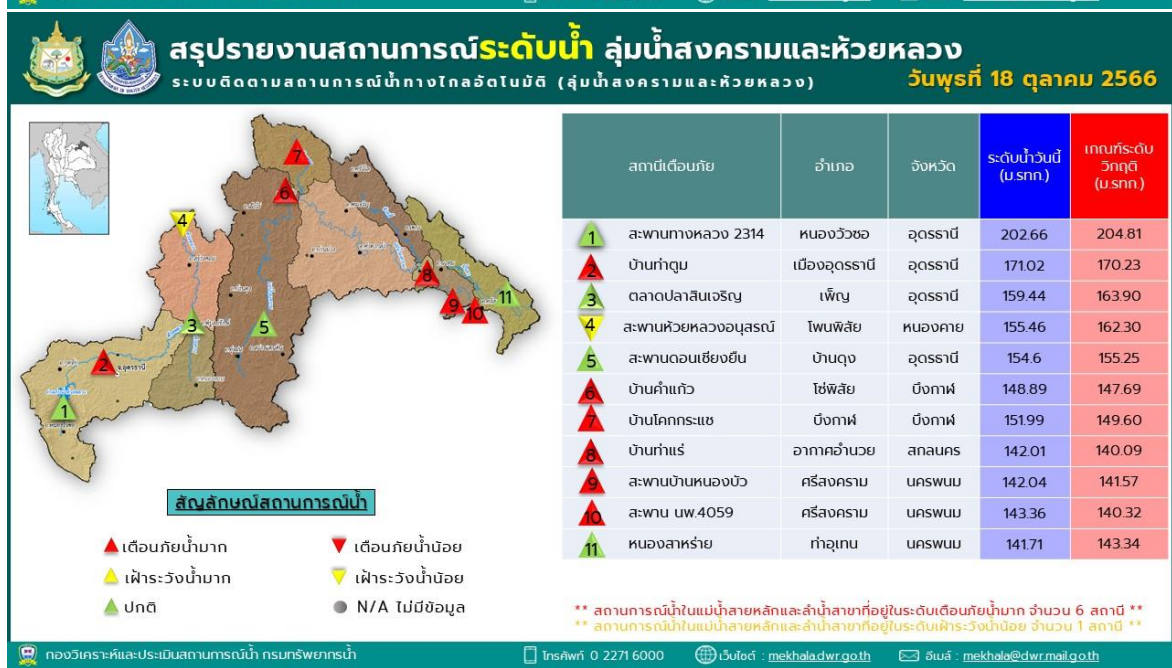 สรุปรายงานสถานการณ์ระดับน้ำ ลุ่มน้ำสงครามและห้วยหลวง
ระบบติดตามสถานการณ์น้ำทางไกลอัตโนมัติ (ลุ่มน้ำสงครามและห้วยหลวง)
วันพุธที่ 18 ตุลาคม 2566
สถานีเตือนภัย อำเภอ จังหวัด ระดับน้ำวันนี้ (ม.รทก.) เกณฑ์ระดับวิกฤติ (ม.รทก.)
1 สะพานทางหลวง 2314 หนองวัวซอ อุดรธานี 202.66 204.81
2 บ้านท่าตูม เมืองอุดรธานี อุดรธานี 171.02 170.23
3 ตลาดปลาสินเจริญ เพ็ญ อุดรธานี 159.44 163.90
4 สะพานห้วยหลวงอนุสรณ์ โพนพิสัย หนองคาย 155.46 162.30
5 สะพานดอนเชียงยืน บ้านดุง อุดรธานี 154.6 155.25
6 บ้านคำแก้ว โซ่พิสัย บึงกาฬ 148.89 147.69
7 บ้านโคกกระแซ บึงกาฬ บึงกาฬ 151.99 149.60
8 บ้านท่าแร่ อากาศอำนวย สกลนคร 142.01 140.09
9 สะพานบ้านหนองบัว ศรีสงคราม นครพนม 142.04 141.57
10 สะพาน นพ.4059 ศรีสงคราม นครพนม 143.36 140.32
11 หนองสาหร่าย ท่าอุเทน นครพนม 141.71 143.34
7
6
4
8
9
10
11
3
5
2
1
สัญลักษณ์สถานการณ์น้ำ
เตือนภัยน้ำมาก เตือนภัยน้ำน้อย
เฝ้าระวังน้ำมาก เฝ้าระวังน้ำน้อย
ปกติ N/A ไม่มีข้อมูล
** สถานการณ์น้ำในแม่น้ำสายหลักและลำน้ำสาขาที่อยู่ในระดับเตือนภัยน้ำมาก จำนวน 6 สถานี **
** สถานการณ์น้ำในแม่น้ำสายหลักและลำน้ำสาขาที่อยู่ในระดับเฝ้าระวังน้ำน้อย จำนวน 1 สถานี **
กองวิเคราะห์และประเมินสถานการณ์น้ำ กรมทรัพยากรน้ำ โทรศัพท์ 0 2271 6000 เว็บไซต์ : mekhala.dwr.go.th อีเมล์ : mekhala@dwr.mail.go.th